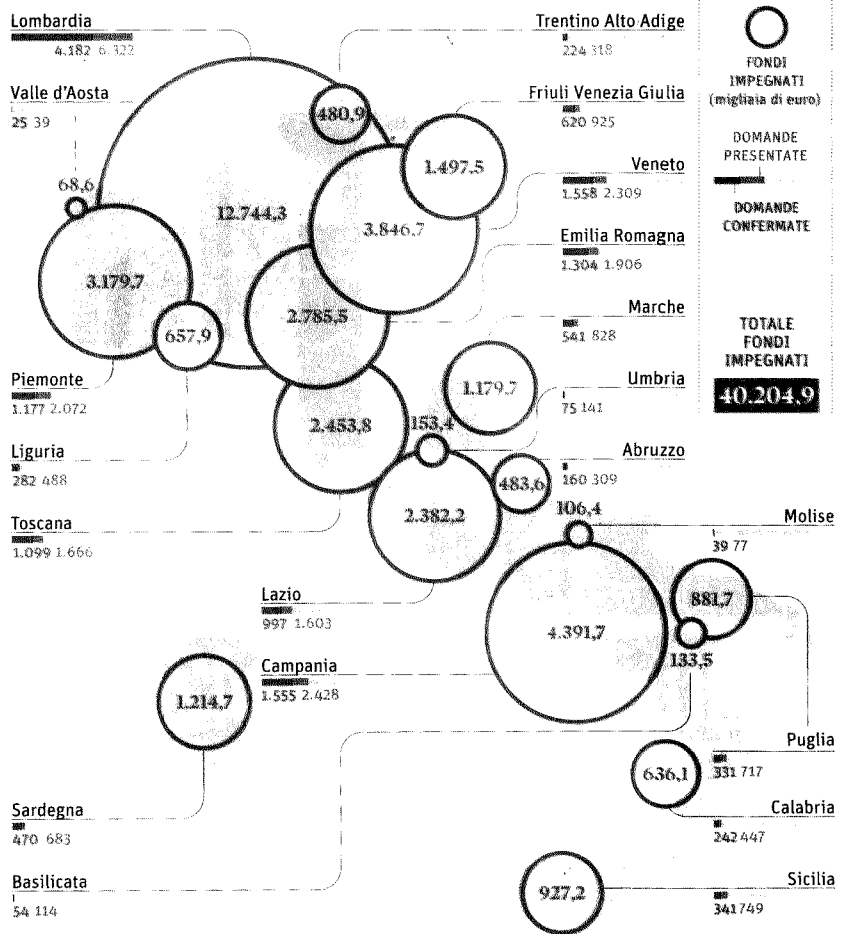 Lombardia
4.182 6.322
Valle d'Aosta
25 39
68,6
Trentino Alto Adige
224 318
480,9
Friuli Venezia Giulia
620 925
1.497,5
Veneto
1.558 2.309
12.744,3
3.846,7
Emilia Romagna
1.304 1.906
3.179,7
2.785,5
657,9
Marche
541 828
1.179,7
Piemonte
1.177 2.072
Umbria
75 141
2.453,8
153,4
Liguria
282 488
Abruzzo
160 309
483,6
106,4
Toscana
1.099 1.666
2.382,2
Molise
39 77
881,7
Lazio
997 1.603
4.391,7
133,5
Campania
1.555 2.428
1.214,7
Puglia
331 717
636,1
Sardegna
470 683
Calabria
242 447
Basilicata
54 114
927,2
Sicilia
341 749
FONDI
IMPEGNATI
(migliaia di euro)
DOMANDE
PRESENTATE
DOMANDE
CONFERMATE
TOTALE
FONDI
IMPEGNATI
40.204,9